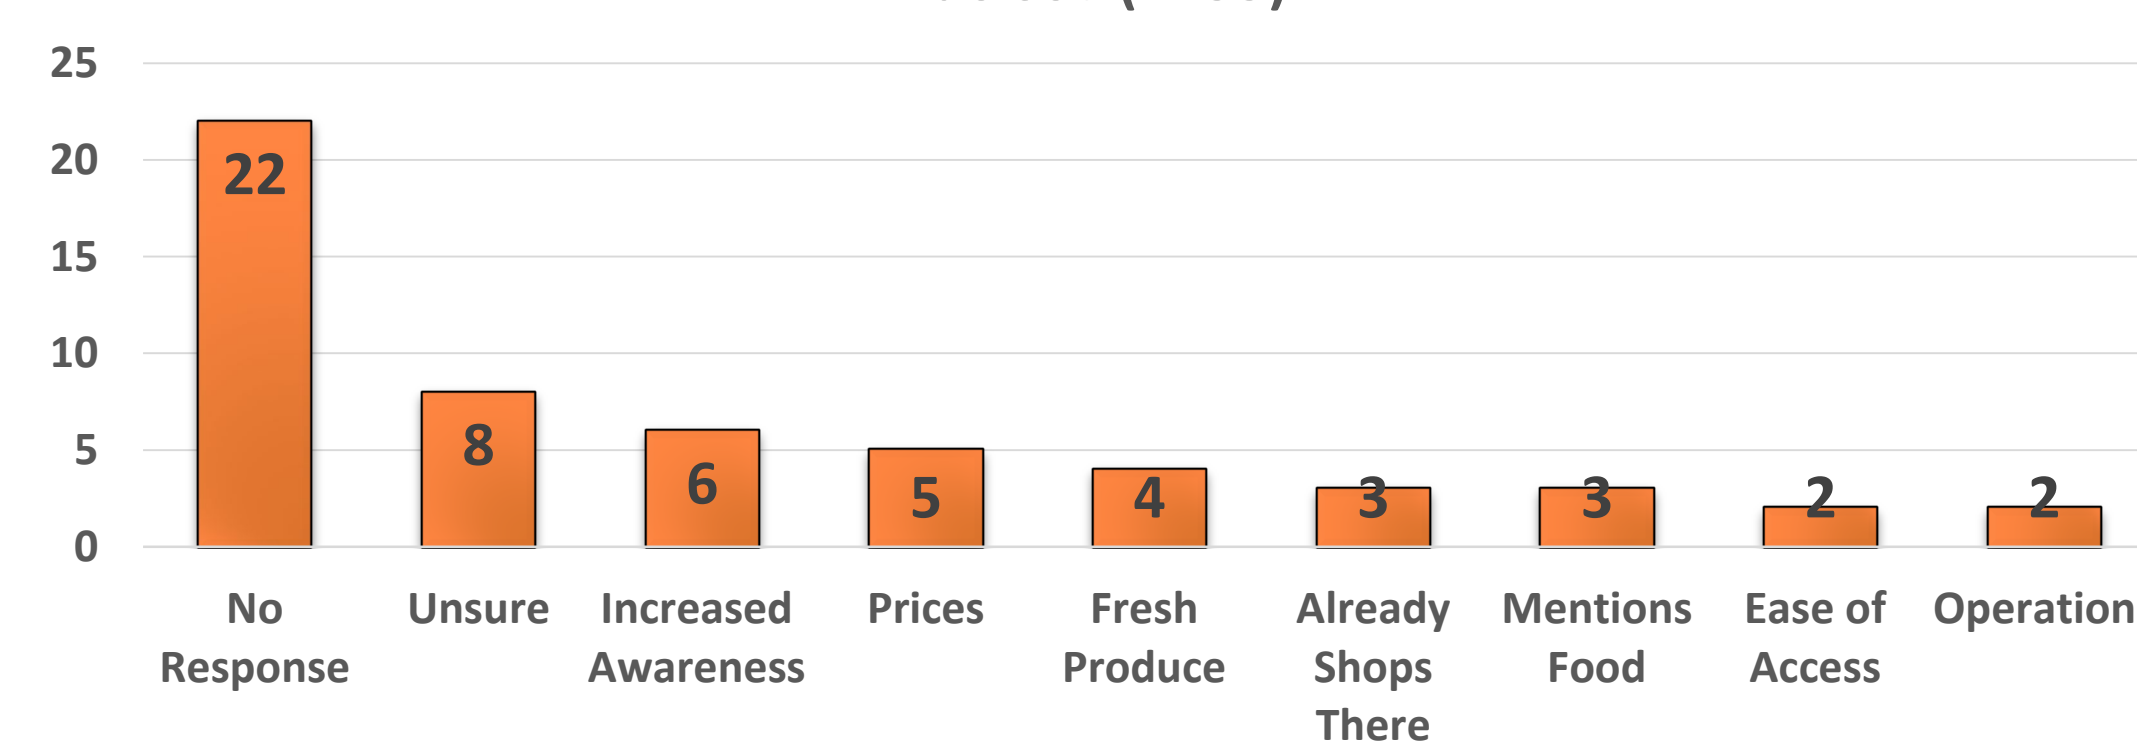 25
20
15
10
5
0
22
8
6
5
4
3
3
2
2
No
Response
Unsure
Increased
Awareness
Prices
Fresh
Produce
Already
Shops
There
Mentions
Food
Ease of
Access
Operation